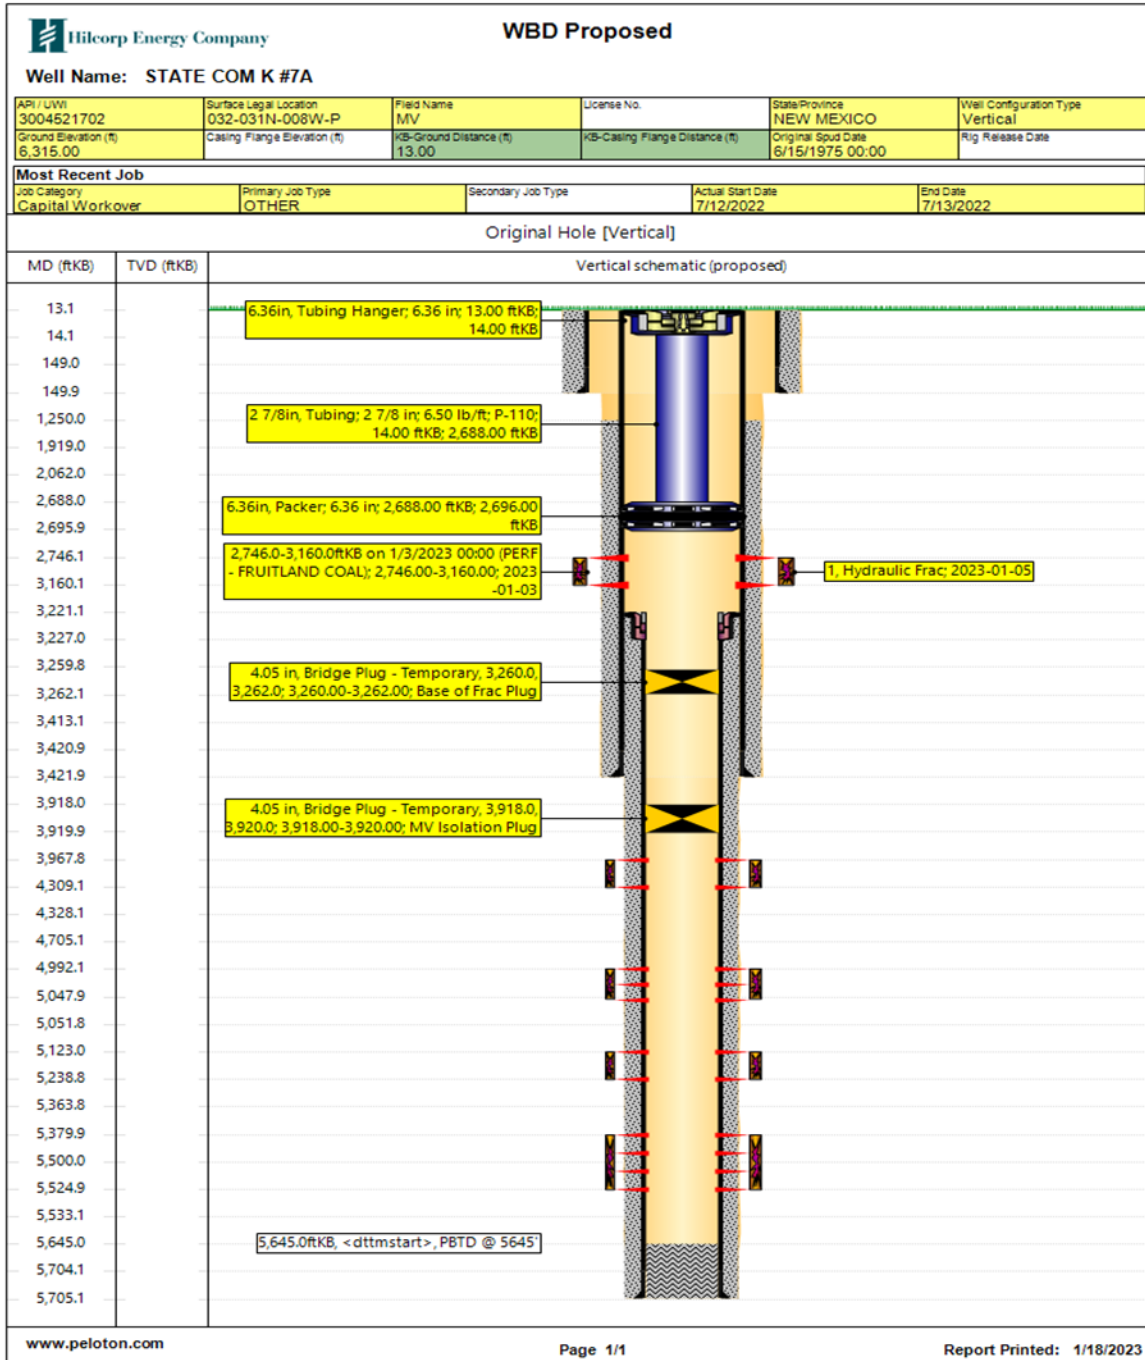 Hilcorp Energy Company
WBD Proposed
Well Name: STATE COM K #7A
API / UWI Surface Legal Location Field Name License No. State/Province Well Configuration Type
3004521702 032-031N-008W-P MV NEW MEXICO Vertical
Ground Elevation (ft) Casing Flange Elevation (ft) KB-Ground Distance (ft) KB-Casing Flange Distance (ft) Original Spud Date Rig Release Date
6,315.00 13.00 6/15/1975 00:00
Most Recent Job
Job Category Primary Job Type Secondary Job Type Actual Start Date End Date
Capital Workover OTHER 7/12/2022 7/13/2022
Original Hole [Vertical]
MD (ftKB) TVD (ftKB) Vertical schematic (proposed)
13.1
6.36in, Tubing Hanger; 6.36 in; 13.00 ftKB;
14.00 ftKB
14.1
149.0
149.9
2 7/8in, Tubing; 2 7/8 in; 6.50 lb/ft; P-110;
14.00 ftKB; 2,688.00 ftKB
1,250.0
1,919.0
2,062.0
2,688.0
6.36in, Packer; 6.36 in; 2,688.00 ftKB; 2,696.00
ftKB
2,695.9
2,746.1
2,746.0-3,160.0ftKB on 1/3/2023 00:00 (PERF
- FRUITLAND COAL); 2,746.00-3,160.00; 2023
-01-03
1, Hydraulic Frac; 2023-01-05
3,160.1
3,221.1
3,227.0
3,259.8
4.05 in, Bridge Plug - Temporary, 3,260.0,
3,262.0; 3,260.00-3,262.00; Base of Frac Plug
3,262.1
3,413.1
3,420.9
3,421.9
3,918.0
4.05 in, Bridge Plug - Temporary, 3,918.0,
3,920.0; 3,918.00-3,920.00; MV Isolation Plug
3,919.9
3,967.8
4,309.1
4,328.1
4,705.1
4,992.1
5,047.9
5,051.8
5,123.0
5,238.8
5,363.8
5,379.9
5,500.0
5,524.9
5,533.1
5,645.0
5,645.0ftKB, <dttmstart>, PBTD @ 5645'
5,704.1
5,705.1
www.peloton.com Page 1/1 Report Printed: 1/18/2023